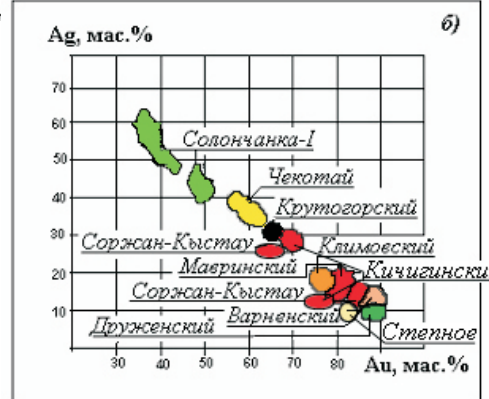 б)
Ag, мас.%
70
60
Солончанка-I
50
Чекотай
40
Крутогорский
30
Соржан-Кыстау Климовский
Мавринский Кичигински
20
Соржан-Кыстау
10 Варненский
Друженский Степное
30 40 50 60 70 80 Au, мас.%